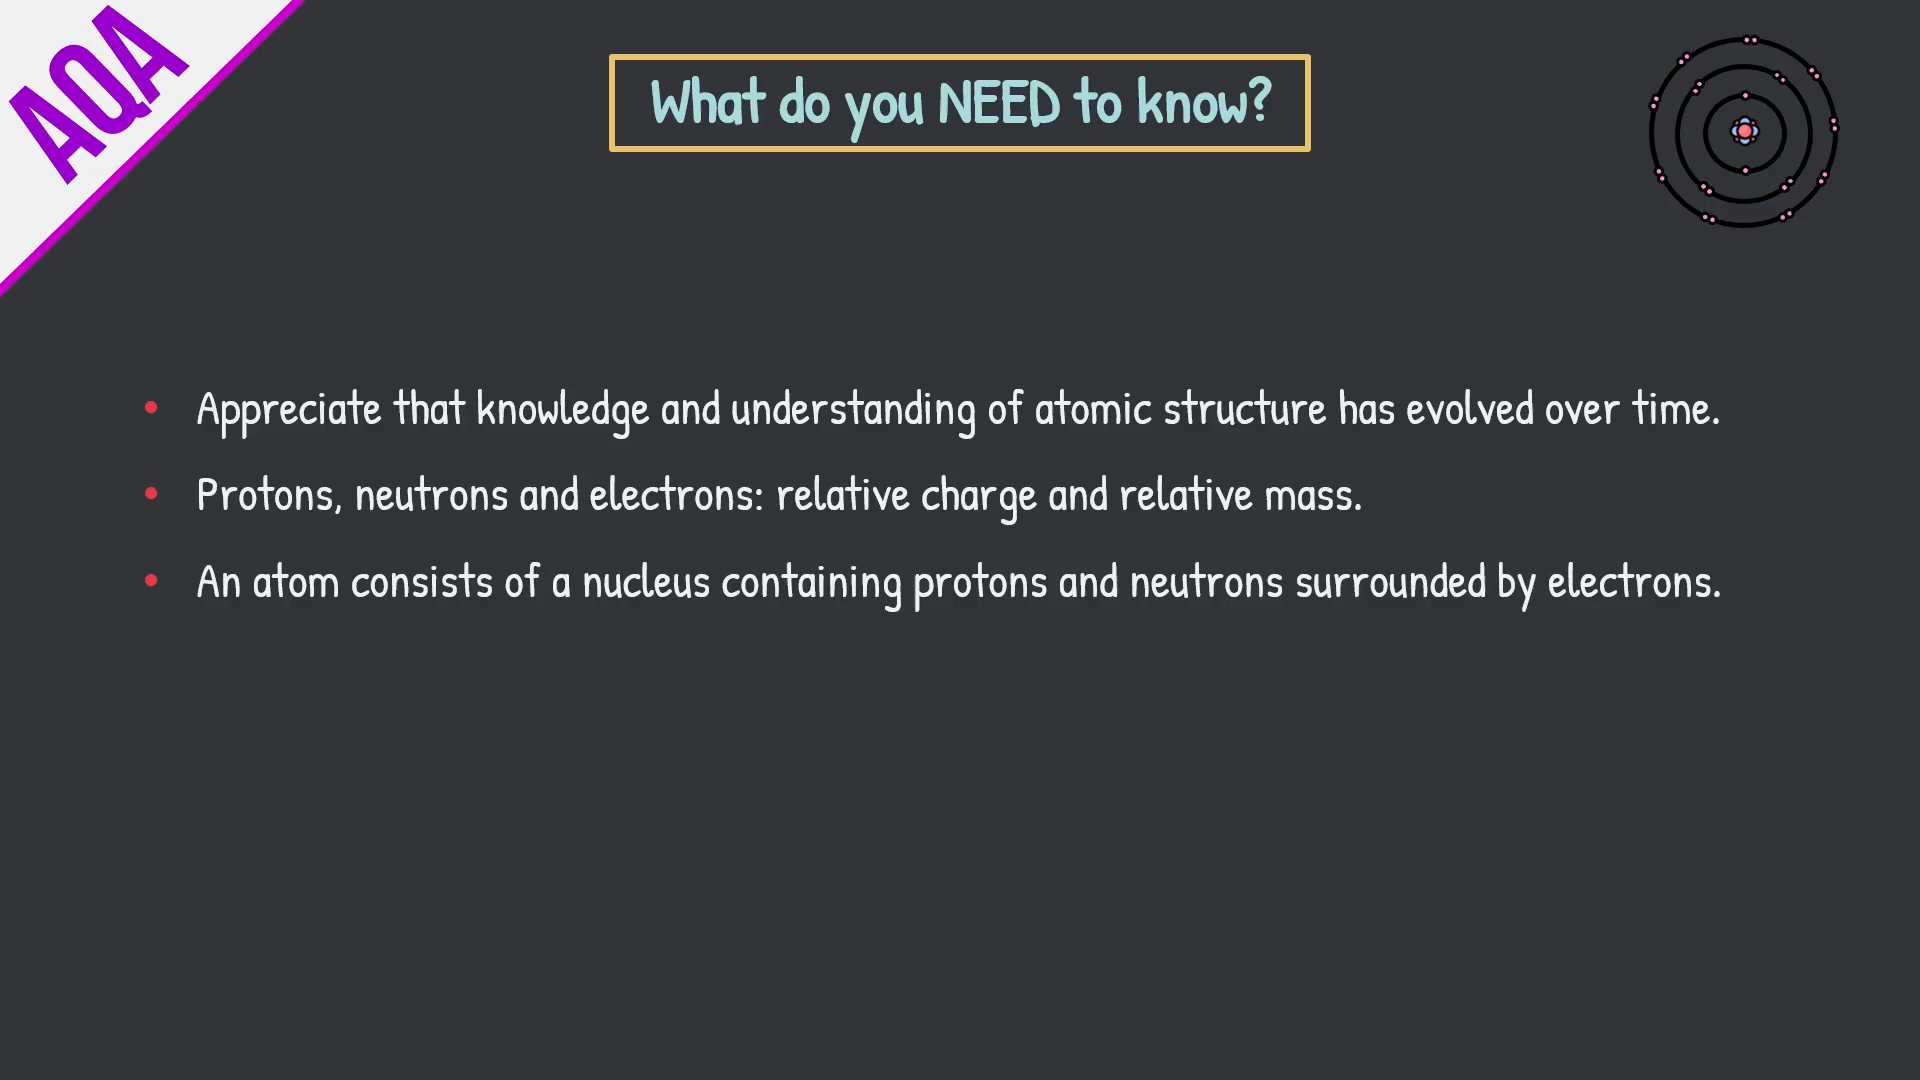 AQA
What do you NEED to know?
• Appreciate that knowledge and understanding of atomic structure has evolved over time.
• Protons, neutrons and electrons: relative charge and relative mass.
• An atom consists of a nucleus containing protons and neutrons surrounded by electrons.